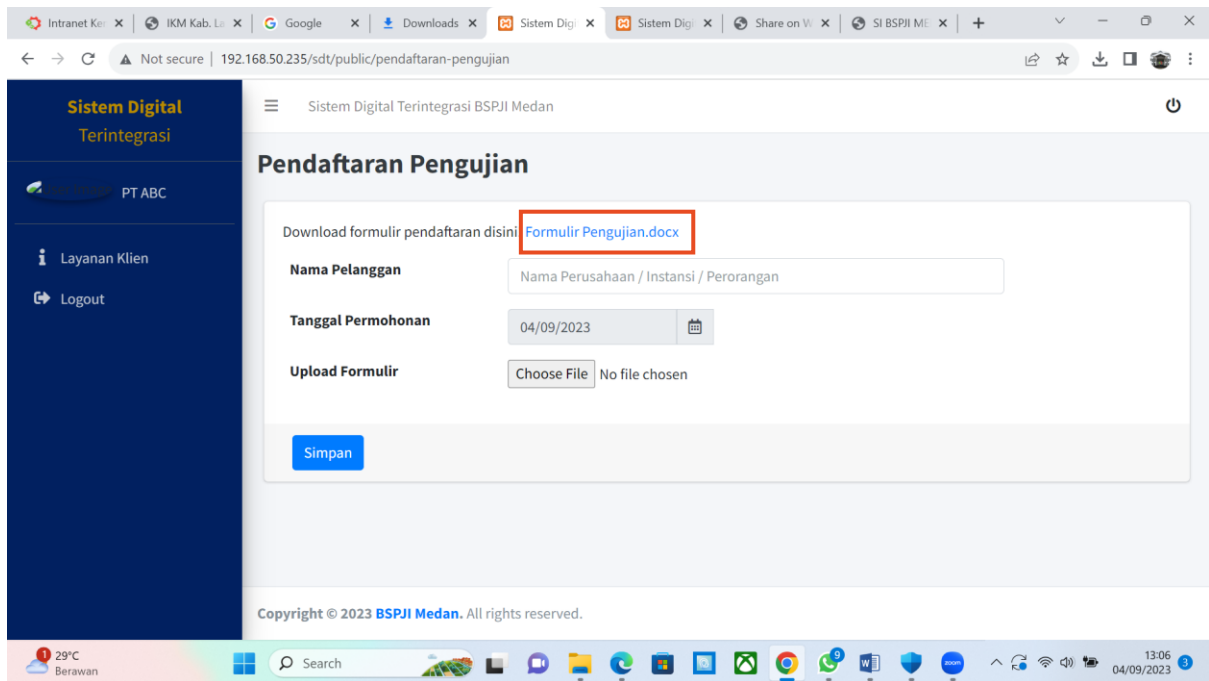 Intranet Ke
IKM Kab. La
Google
Downloads
Sistem Digi
Sistem Digi
Share on W
SI BSPJI ME
Not secure
192.168.50.235/sdt/public/pendaftaran-pengujian
Sistem Digital
Terintegrasi
Sistem Digital Terintegrasi BSPJI Medan
Pendaftaran Pengujian
PT ABC
Layanan Klien
Logout
Download formulir pendaftaran disini Formulir Pengujian.docx
Nama Pelanggan
Nama Perusahaan / Instansi / Perorangan
Tanggal Permohonan
04/09/2023
Upload Formulir
Choose File No file chosen
Simpan
Copyright © 2023 BSPJI Medan. All rights reserved.
1
29°C
Berawan
Search
9
zoom
13:06
04/09/2023
3